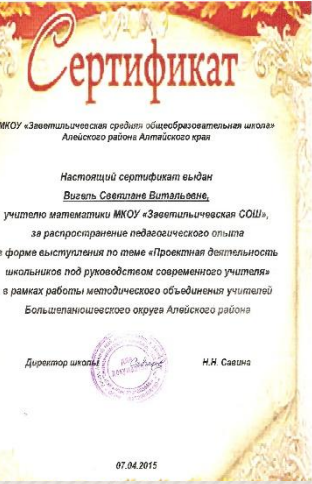 Сертификат
МКОУ «Заветильичевская средняя общеобразовательная школа»
Алейского района Алтайского края
Настоящий сертификат выдан
Вигель Светлане Витальевне,
учителю математики МКОУ «Заветильичевская СОШ»,
за распространение педагогического опыта
в форме выступления по теме «Проектная деятельность
школьников под руководством современного учителя»
в рамках работы методического объединения учителей
Большепанюшевского округа Алейского района
Директор школы Н.Н. Савина
07.04.2015